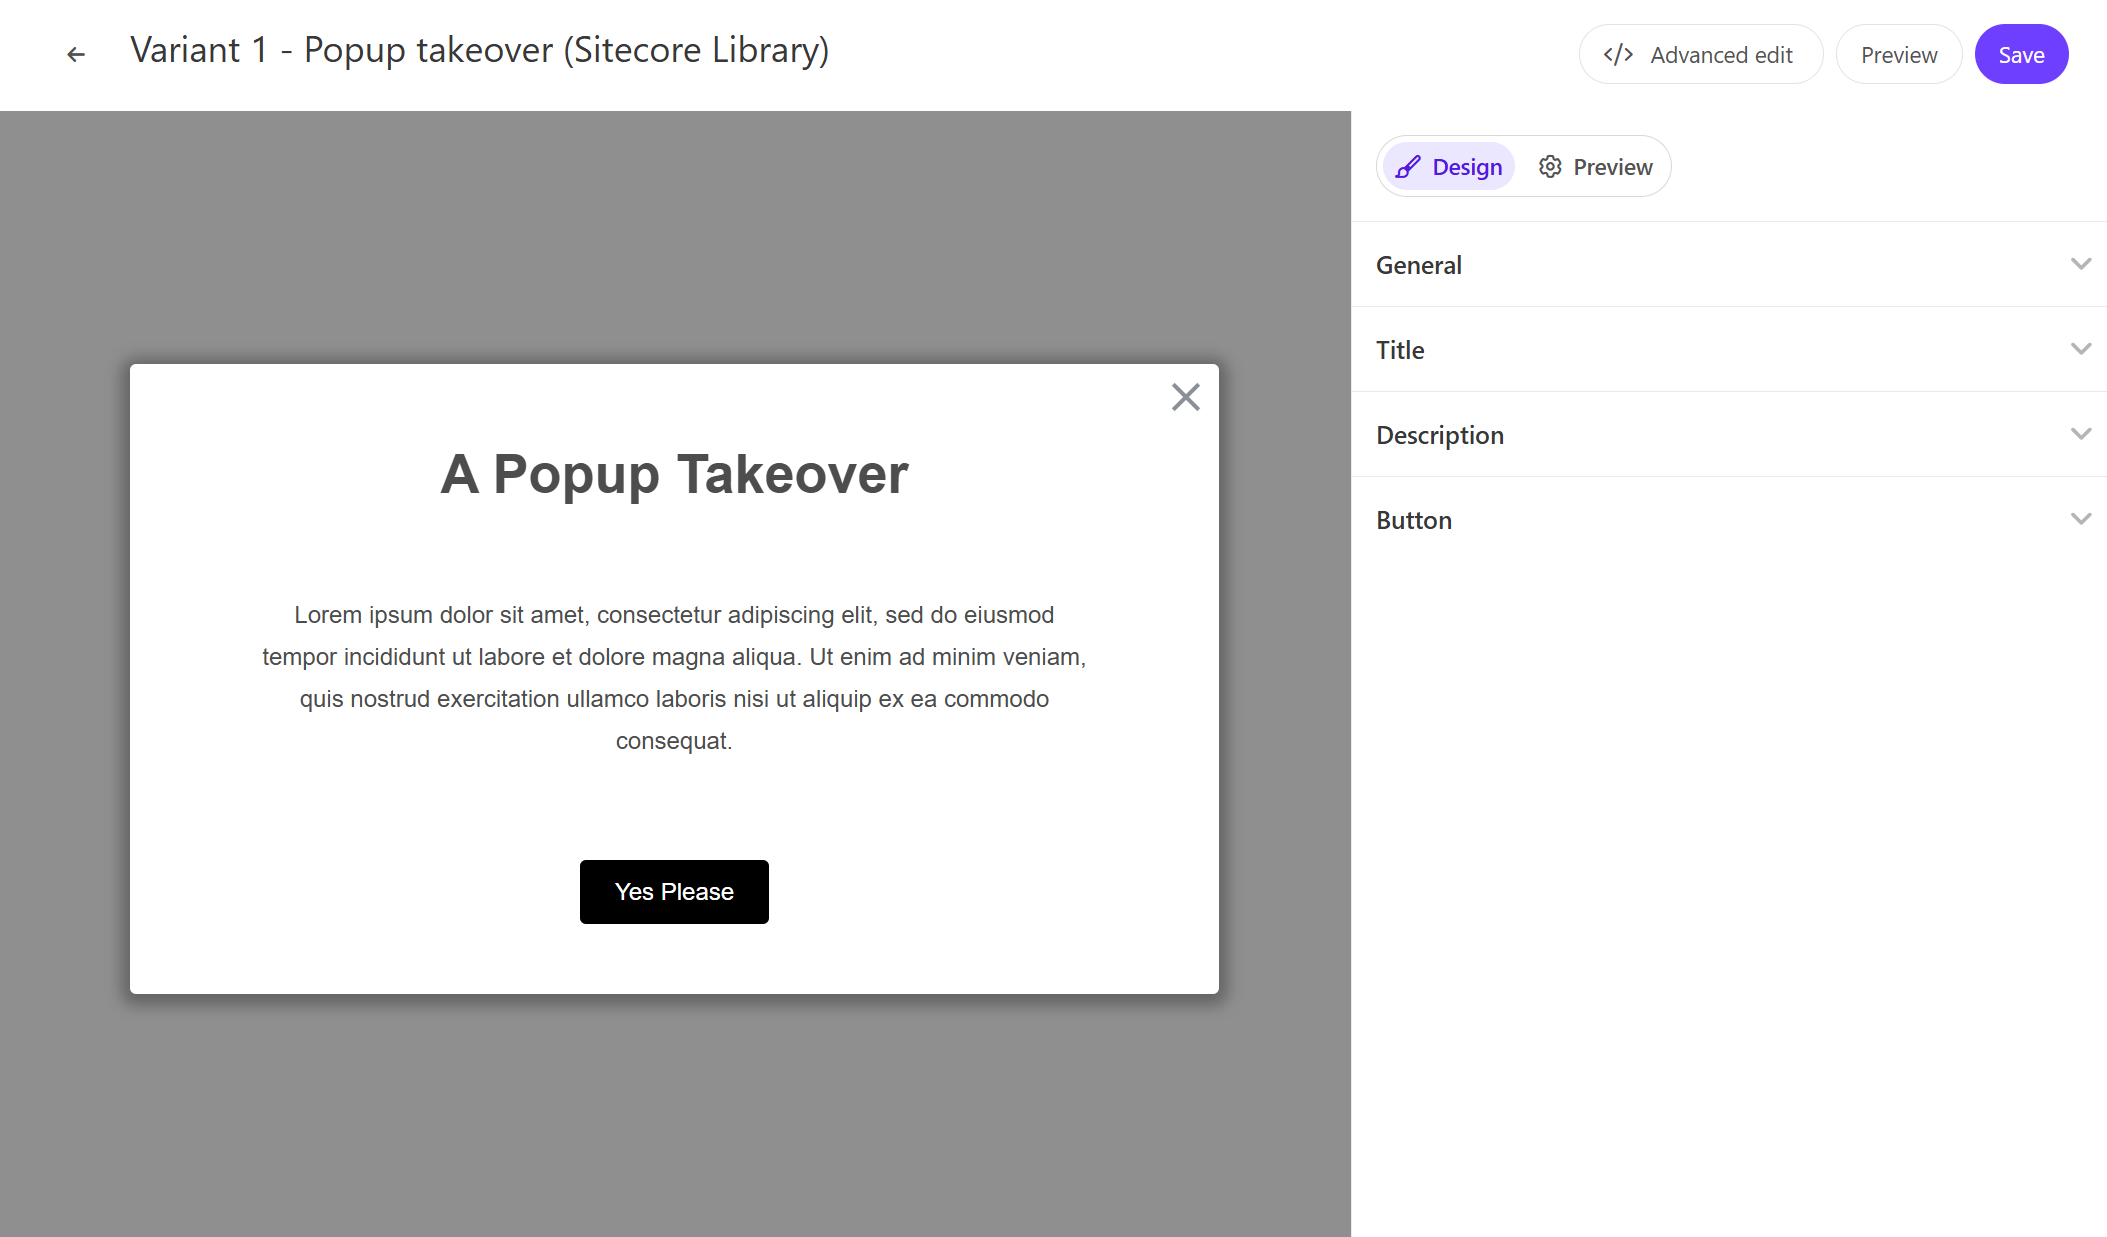 Variant 1 - Popup takeover (Sitecore Library)
</> Advanced edit
Preview
Save
Design
Preview
General
Title
Description
Button
A Popup Takeover
Lorem ipsum dolor sit amet, consectetur adipiscing elit, sed do eiusmod
tempor incididunt ut labore et dolore magna aliqua. Ut enim ad minim veniam,
quis nostrud exercitation ullamco laboris nisi ut aliquip ex ea commodo
consequat.
Yes Please